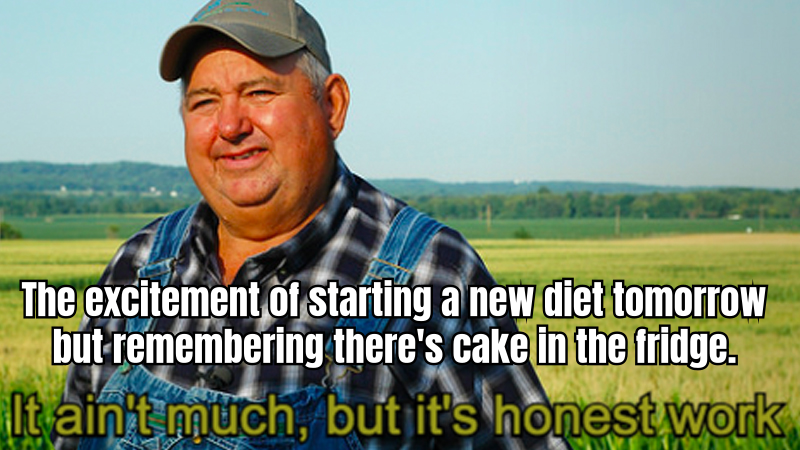 The excitement of starting a new diet tomorrow
but remembering there's cake in the fridge.
It ain't much, but it's honest work